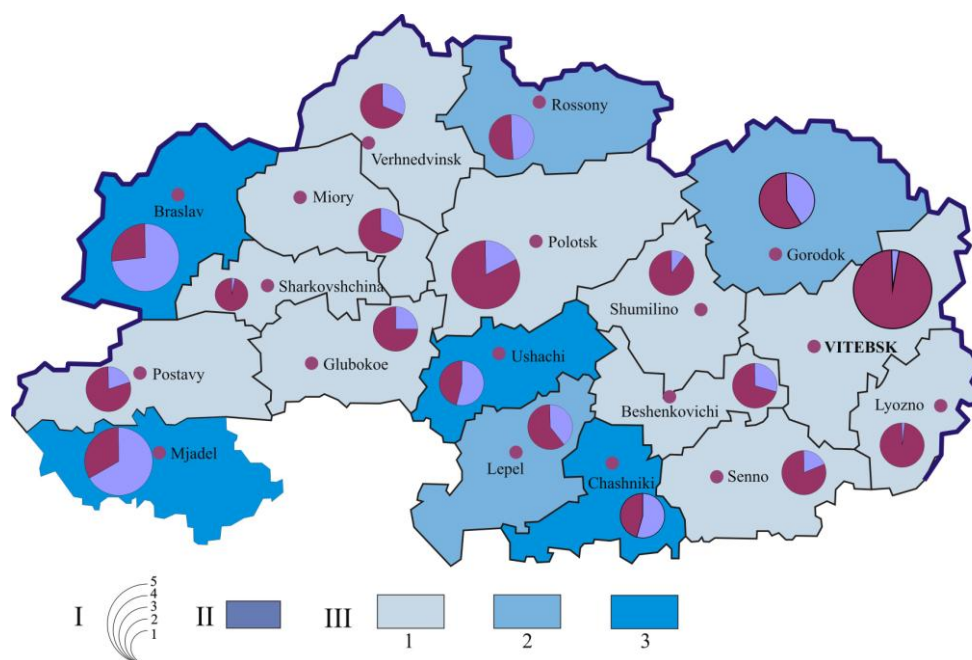 Rossony
Verhnedvinsk
Braslav
Miory
Polotsk
Gorodok
Sharkovshchina
Shumilino
Ushachi
VITEBSK
Glubokoe
Postavy
Beshenkovichi
Lyozno
Mjadel
Lepel
Chashniki
Senno
I
5
4
3
2
1
II
III
1
2
3